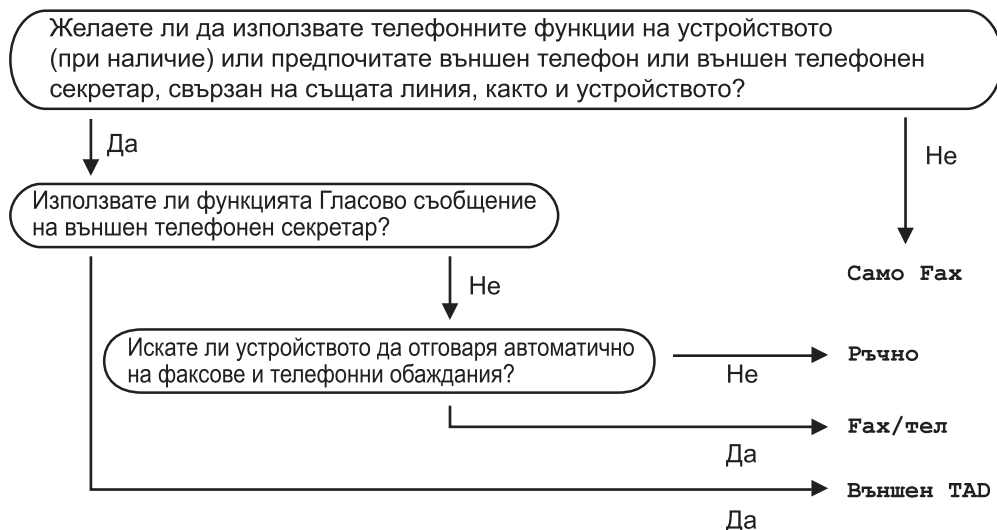 Желаете ли да използвате телефонните функции на устройството
(при наличие) или предпочитате външен телефон или външен телефонен
секретар, свързан на същата линия, както и устройството?
Да
Не
Използвате ли функцията Гласово съобщение
на външен телефонен секретар?
Само Fax
Не
Искате ли устройството да отговаря автоматично
на факсове и телефонни обаждания?
Ръчно
Не
Fax/тел
Да
Външен TAD
Да